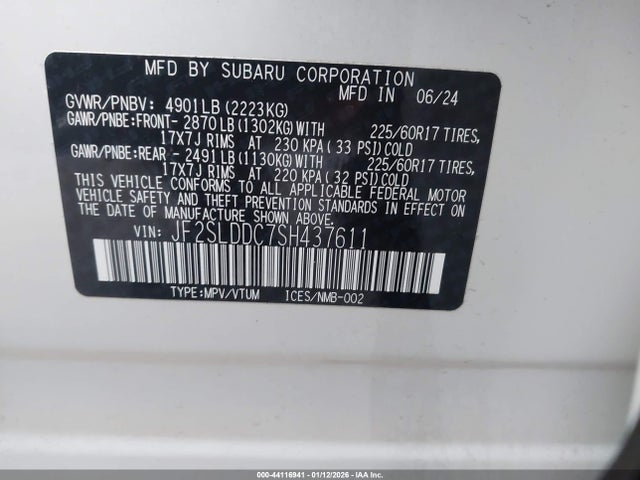 MFD BY SUBARU CORPORATION
MFD IN 06/24
GVWR/PNBV: 4901LB (2223KG)
GAWR/PNBE:FRONT- 2870LB (1302KG) WITH 225/60R17 TIRES,
17X7J RIMS AT 230 KPA (33 PSI) COLD
GAWR/PNBE:REAR - 2491LB (1130KG) WITH 225/60R17 TIRES,
17X7J RIMS AT 220 KPA (32 PSI) COLD
THIS VEHICLE CONFORMS TO ALL APPLICABLE FEDERAL MOTOR
VEHICLE SAFETY AND THEFT PREVENTION STANDARDS IN EFFECT ON
THE DATE OF MANUFACTURE SHOWN ABOVE.
VIN: JF2SLDDC7SH437611
TYPE:MPV/VTUM ICES/NMB-002
000-44116941 - 01/12/2026 - IAA Inc.